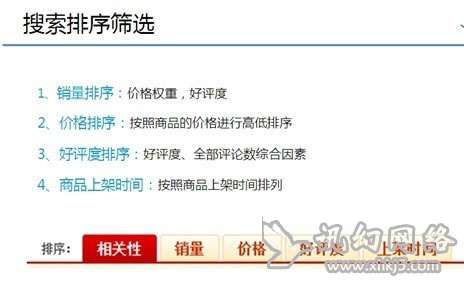 搜索排序筛选
1、销量排序：价格权重，好评度
2、价格排序：按照商品的价格进行高低排序
3、好评度排序：好评度、全部评论数综合因素
4、商品上架时间：按照商品上架时间排列
排序： 相关性 销量 价格 好评度 上架时间
讯幻网络
www.xhkj5.com